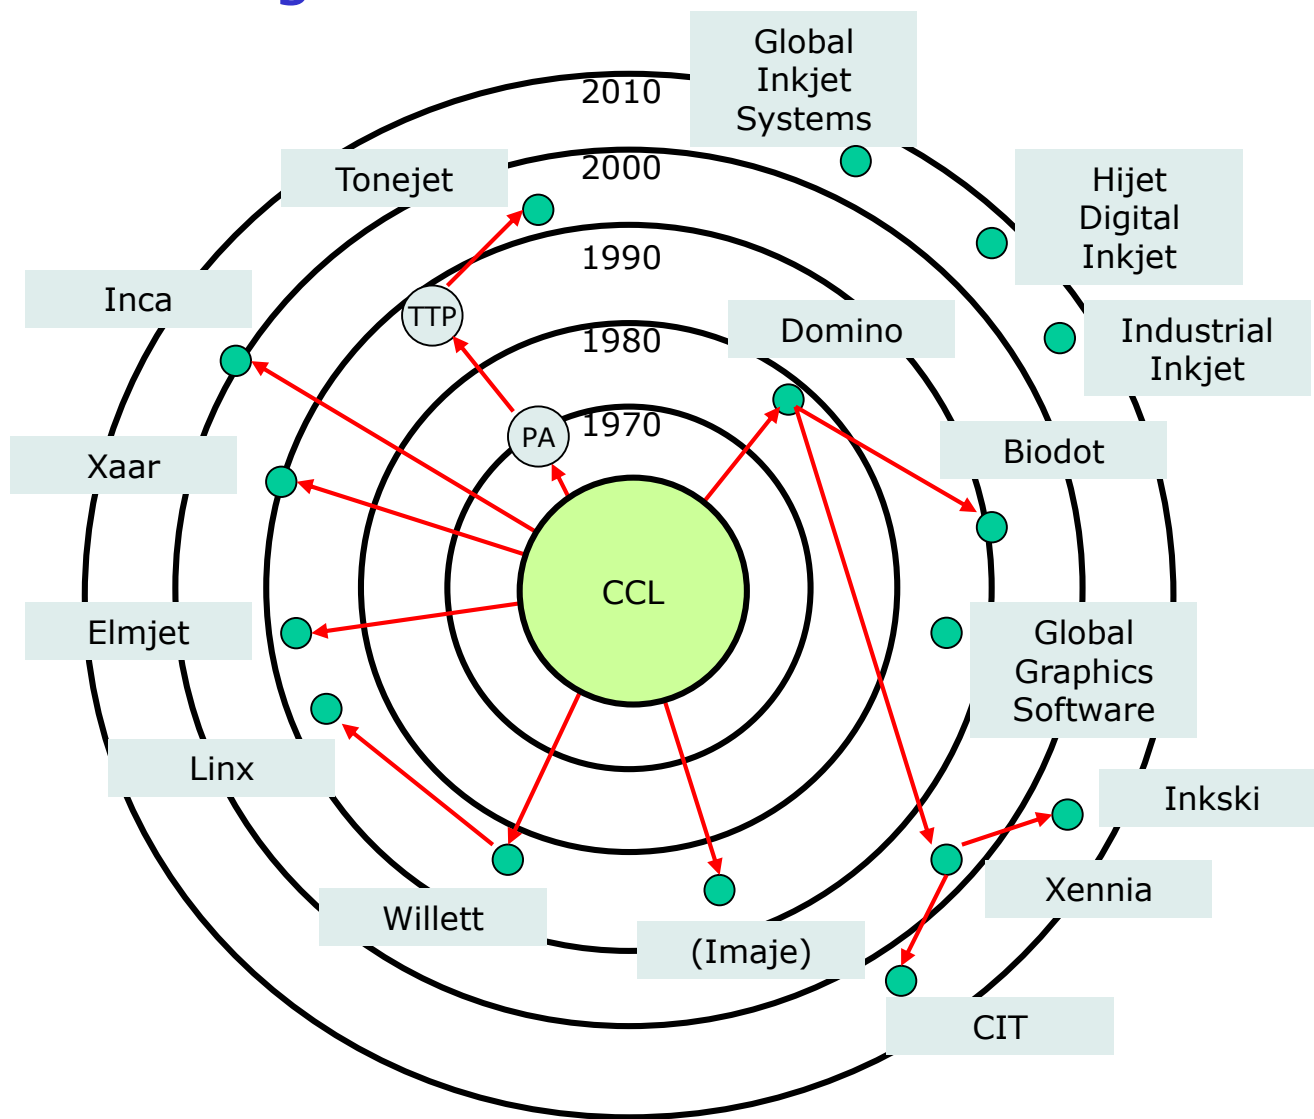 Global
Inkjet
Systems
2010
2000
Tonejet
Hijet
Digital
Inkjet
1990
Inca
TTP
1980
Domino
Industrial
Inkjet
1970
PA
Xaar
Biodot
CCL
Elmjet
Global
Graphics
Software
Linx
Inkski
Xennia
Willett
(Imaje)
CIT